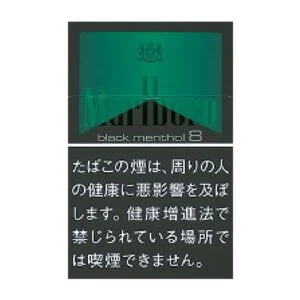 Marlboro
black menthol 8
たばこの煙は、周りの人
の健康に悪影響を及ぼ
します。健康増進法で
禁じられている場所で
は喫煙できません。